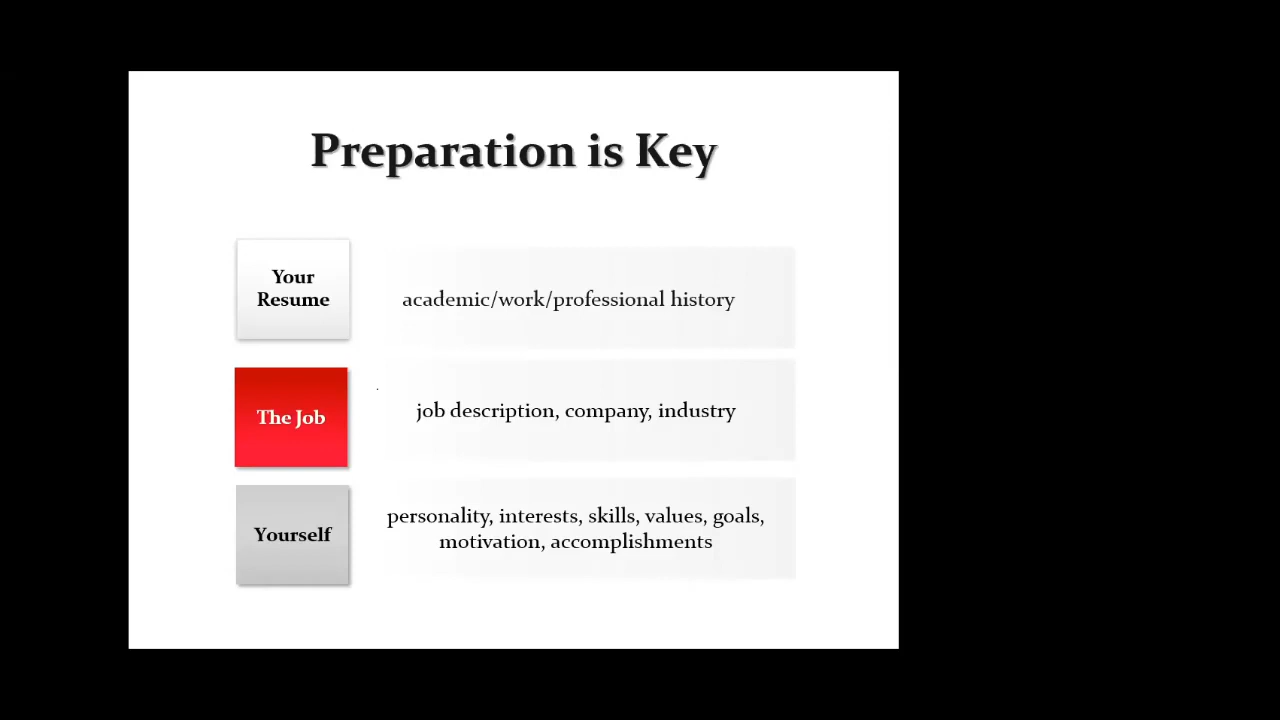 Preparation is Key
Your
Resume
academic/work/professional history
The Job
job description, company, industry
Yourself
personality, interests, skills, values, goals,
motivation, accomplishments